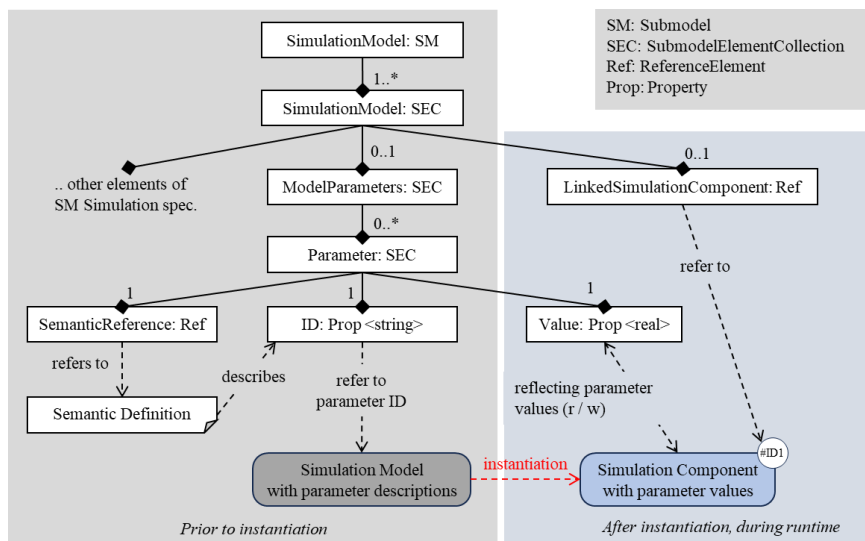 SimulationModel: SM
SM: Submodel
SEC: SubmodelElementCollection
Ref: ReferenceElement
Prop: Property
1..*
SimulationModel: SEC
0..1
0..1
.. other elements of
SM Simulation spec.
ModelParameters: SEC
LinkedSimulationComponent: Ref
0..*
Parameter: SEC
refer to
1
1
1
SemanticReference: Ref
ID: Prop <string>
Value: Prop <real>
refers to
describes
refer to
parameter ID
reflecting parameter
values (r / w)
Semantic Definition
#ID1
Simulation Model
with parameter descriptions
instantiation
Simulation Component
with parameter values
Prior to instantiation
After instantiation, during runtime